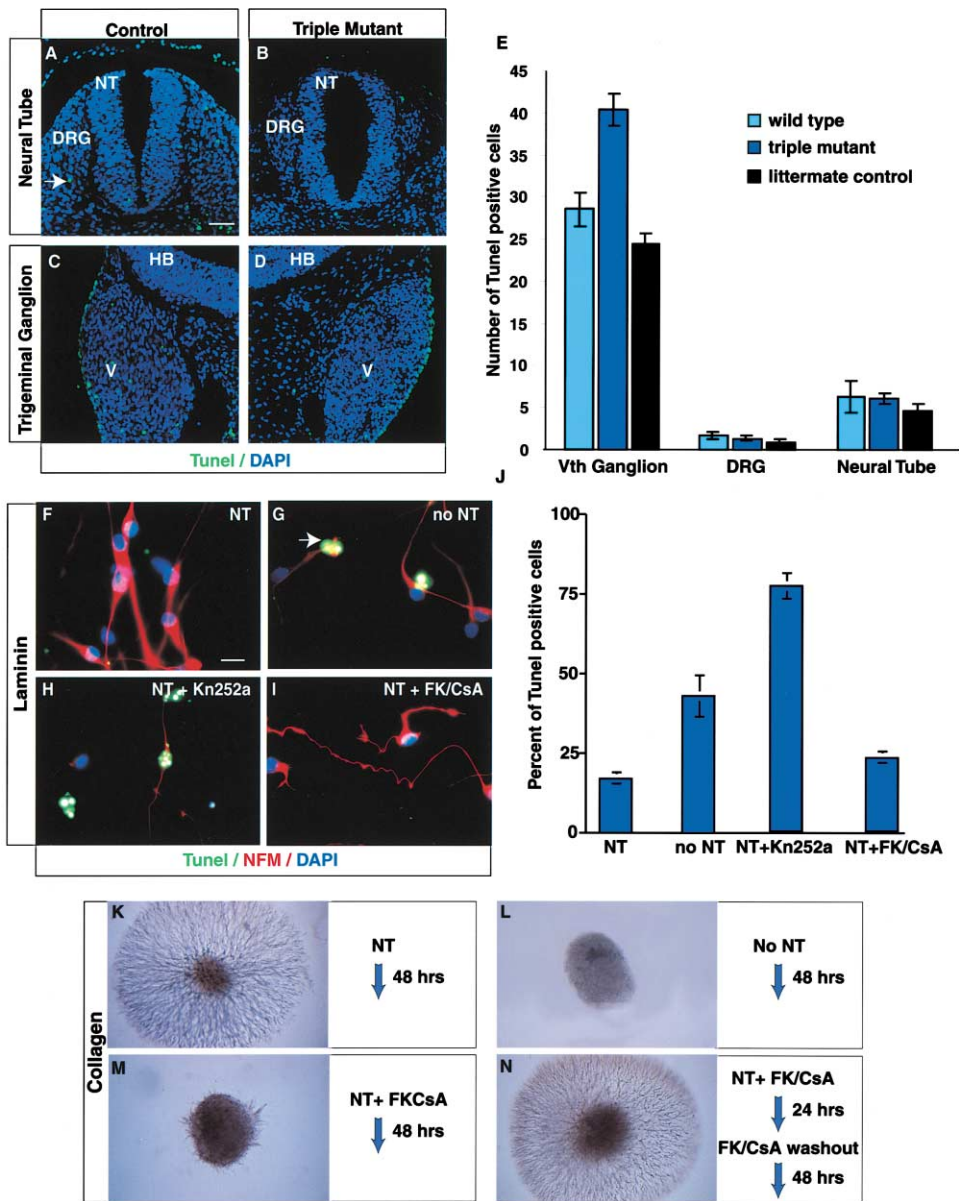 Control
Triple Mutant
Neural Tube
A
NT
DRG
B
NT
DRG
Trigeminal Ganglion
C
HB
V
D
HB
V
Tunel / DAPI
E
Number of Tunel positive cells
45
40
35
30
25
20
15
10
5
0
wild type
triple mutant
littermate control
Vth Ganglion
DRG
Neural Tube
Laminin
F
NT
G
no NT
H
NT + Kn252a
I
NT + FK/CsA
Tunel / NFM / DAPI
J
Percent of Tunel positive cells
100
75
50
25
0
NT
no NT
NT+Kn252a
NT+FK/CsA
Collagen
K
NT
48 hrs
L
No NT
48 hrs
M
NT+ FKCsA
48 hrs
N
NT+ FK/CsA
24 hrs
FK/CsA washout
48 hrs